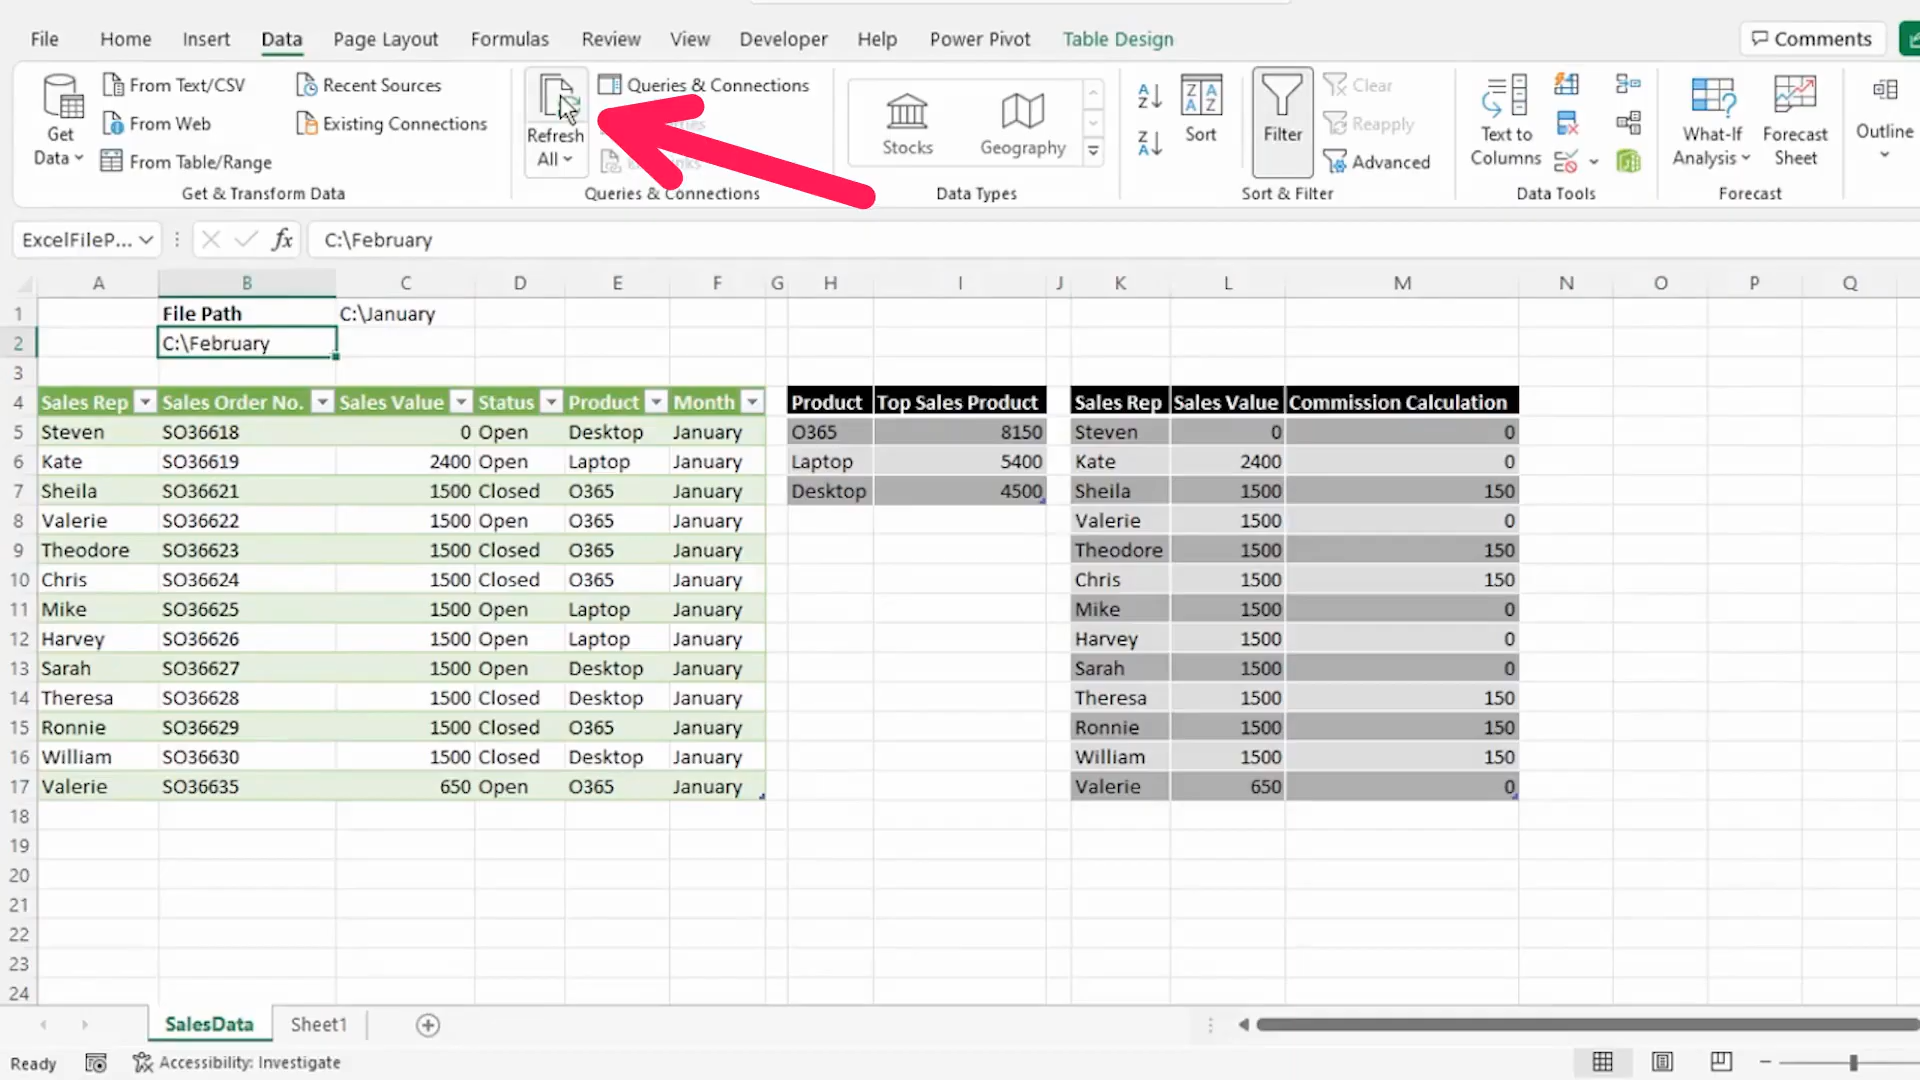 File Home Insert Data Page Layout Formulas Review View Developer Help Power Pivot Table Design Comments
Get Data
From Text/CSV
From Web
From Table/Range
Recent Sources
Existing Connections
Get & Transform Data
Refresh All
Queries & Connections
Queries & Connections
Stocks
Geography
Data Types
Sort
Filter
Clear
Reapply
Advanced
Sort & Filter
Text to Columns
Data Tools
What-If Analysis
Forecast Sheet
Forecast
Outline
ExcelFileP... fx C:\February
A B C D E F G H I J K L M N O P Q
1 File Path C:\January
2 C:\February
3
4 Sales Rep Sales Order No. Sales Value Status Product Month Product Top Sales Product Sales Rep Sales Value Commission Calculation
5 Steven SO36618 0 Open Desktop January O365 8150 Steven 0 0
6 Kate SO36619 2400 Open Laptop January Laptop 5400 Kate 2400 0
7 Sheila SO36621 1500 Closed O365 January Desktop 4500 Sheila 1500 150
8 Valerie SO36622 1500 Open O365 January Valerie 1500 0
9 Theodore SO36623 1500 Closed O365 January Theodore 1500 150
10 Chris SO36624 1500 Closed O365 January Chris 1500 150
11 Mike SO36625 1500 Open Laptop January Mike 1500 0
12 Harvey SO36626 1500 Open Laptop January Harvey 1500 0
13 Sarah SO36627 1500 Open Desktop January Sarah 1500 0
14 Theresa SO36628 1500 Closed Desktop January Theresa 1500 150
15 Ronnie SO36629 1500 Closed O365 January Ronnie 1500 150
16 William SO36630 1500 Closed Desktop January William 1500 150
17 Valerie SO36635 650 Open O365 January Valerie 650 0
18
19
20
21
22
23
24
SalesData Sheet1
Ready Accessibility: Investigate